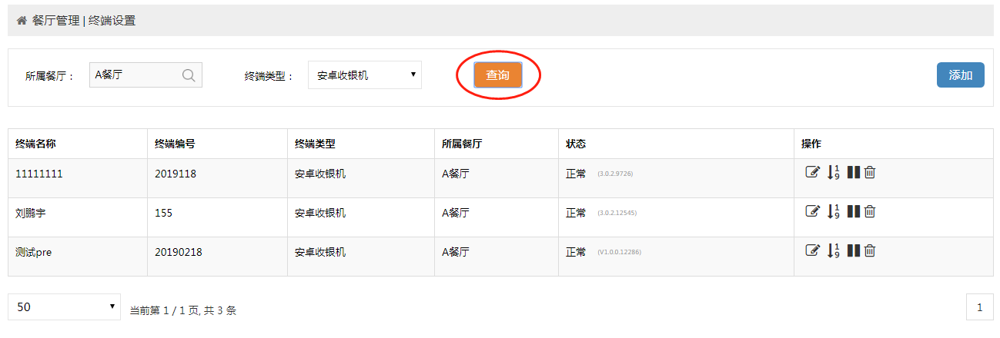 餐厅管理 | 终端设置
所属餐厅： A餐厅 终端类型： 安卓收银机 查询 添加
终端名称 终端编号 终端类型 所属餐厅 状态 操作
11111111 2019118 安卓收银机 A餐厅 正常 (3.0.2.9726)
刘鹏宇 155 安卓收银机 A餐厅 正常 (3.0.2.12545)
测试pre 20190218 安卓收银机 A餐厅 正常 (V1.0.0.12286)
50 当前第 1 / 1 页, 共 3 条 1